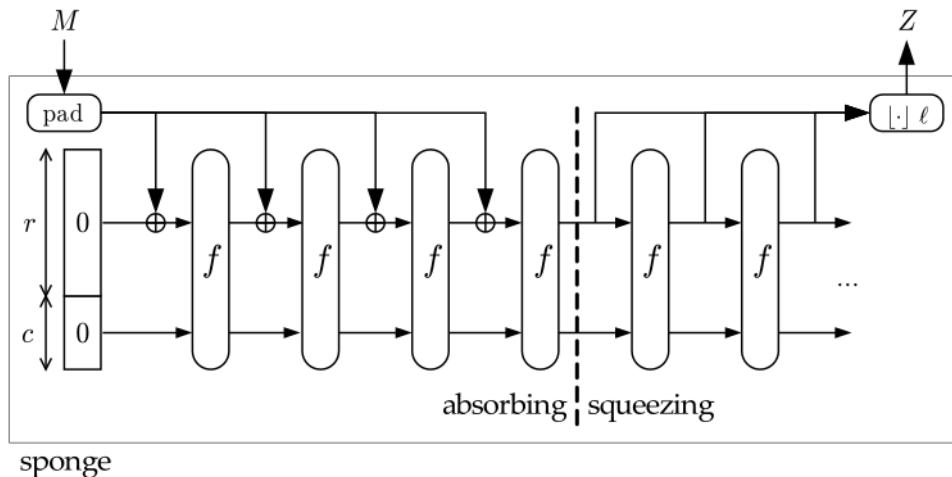 M Z
pad ⌊·⌋ ℓ
r 0 f f f f f f
c 0 ...
absorbing squeezing
sponge